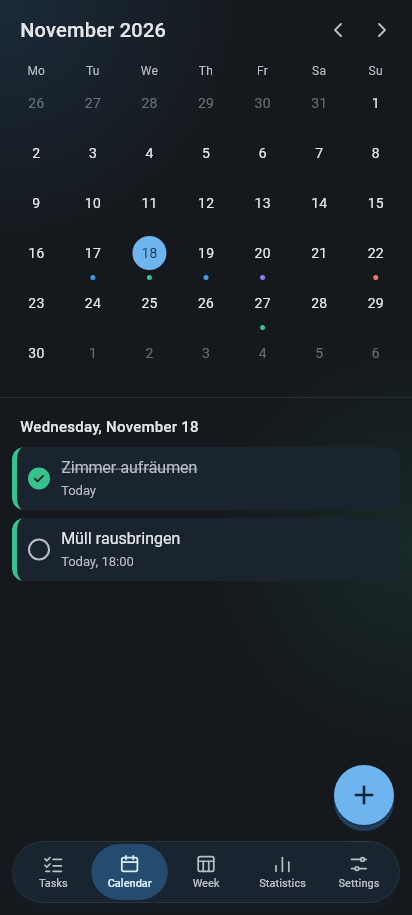 November 2026
Mo Tu We Th Fr Sa Su
26 27 28 29 30 31 1
2 3 4 5 6 7 8
9 10 11 12 13 14 15
16 17 18 19 20 21 22
23 24 25 26 27 28 29
30 1 2 3 4 5 6
Wednesday, November 18
Zimmer aufräumen
Today
Müll rausbringen
Today, 18:00
Tasks Calendar Week Statistics Settings